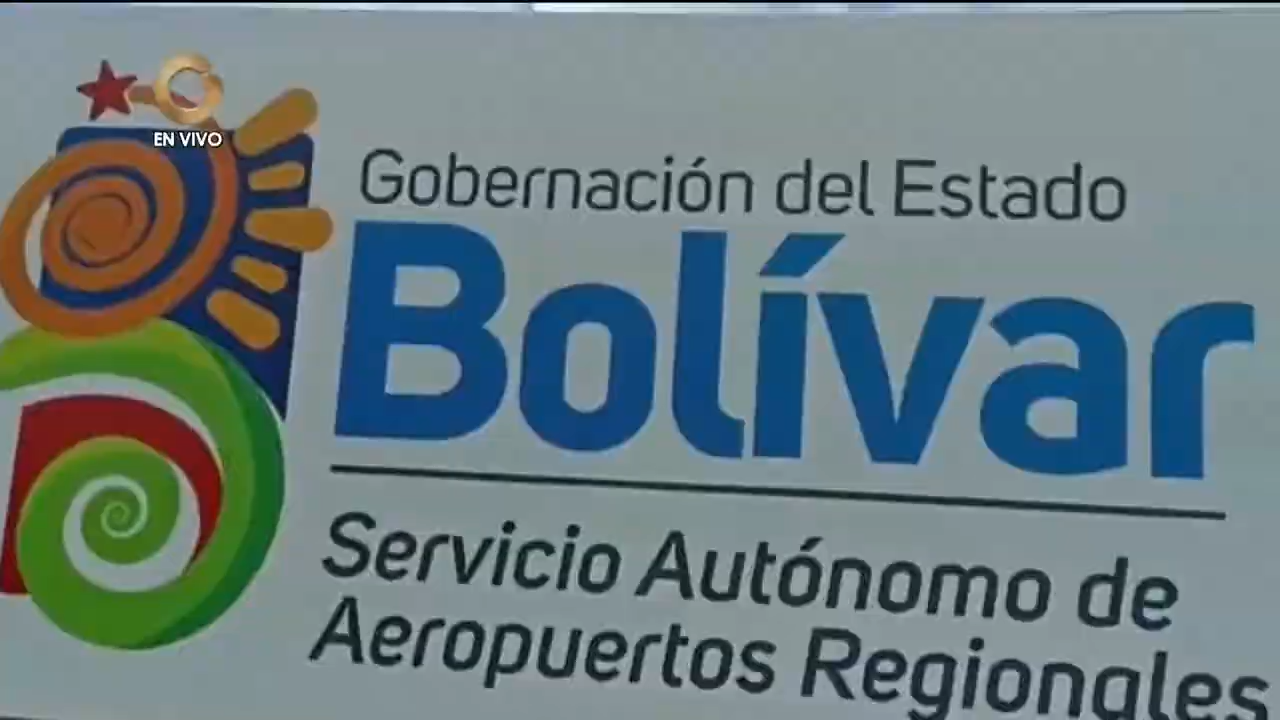 EN VIVO
Gobernación del Estado
Bolívar
Servicio Autónomo de
Aeropuertos Regionales